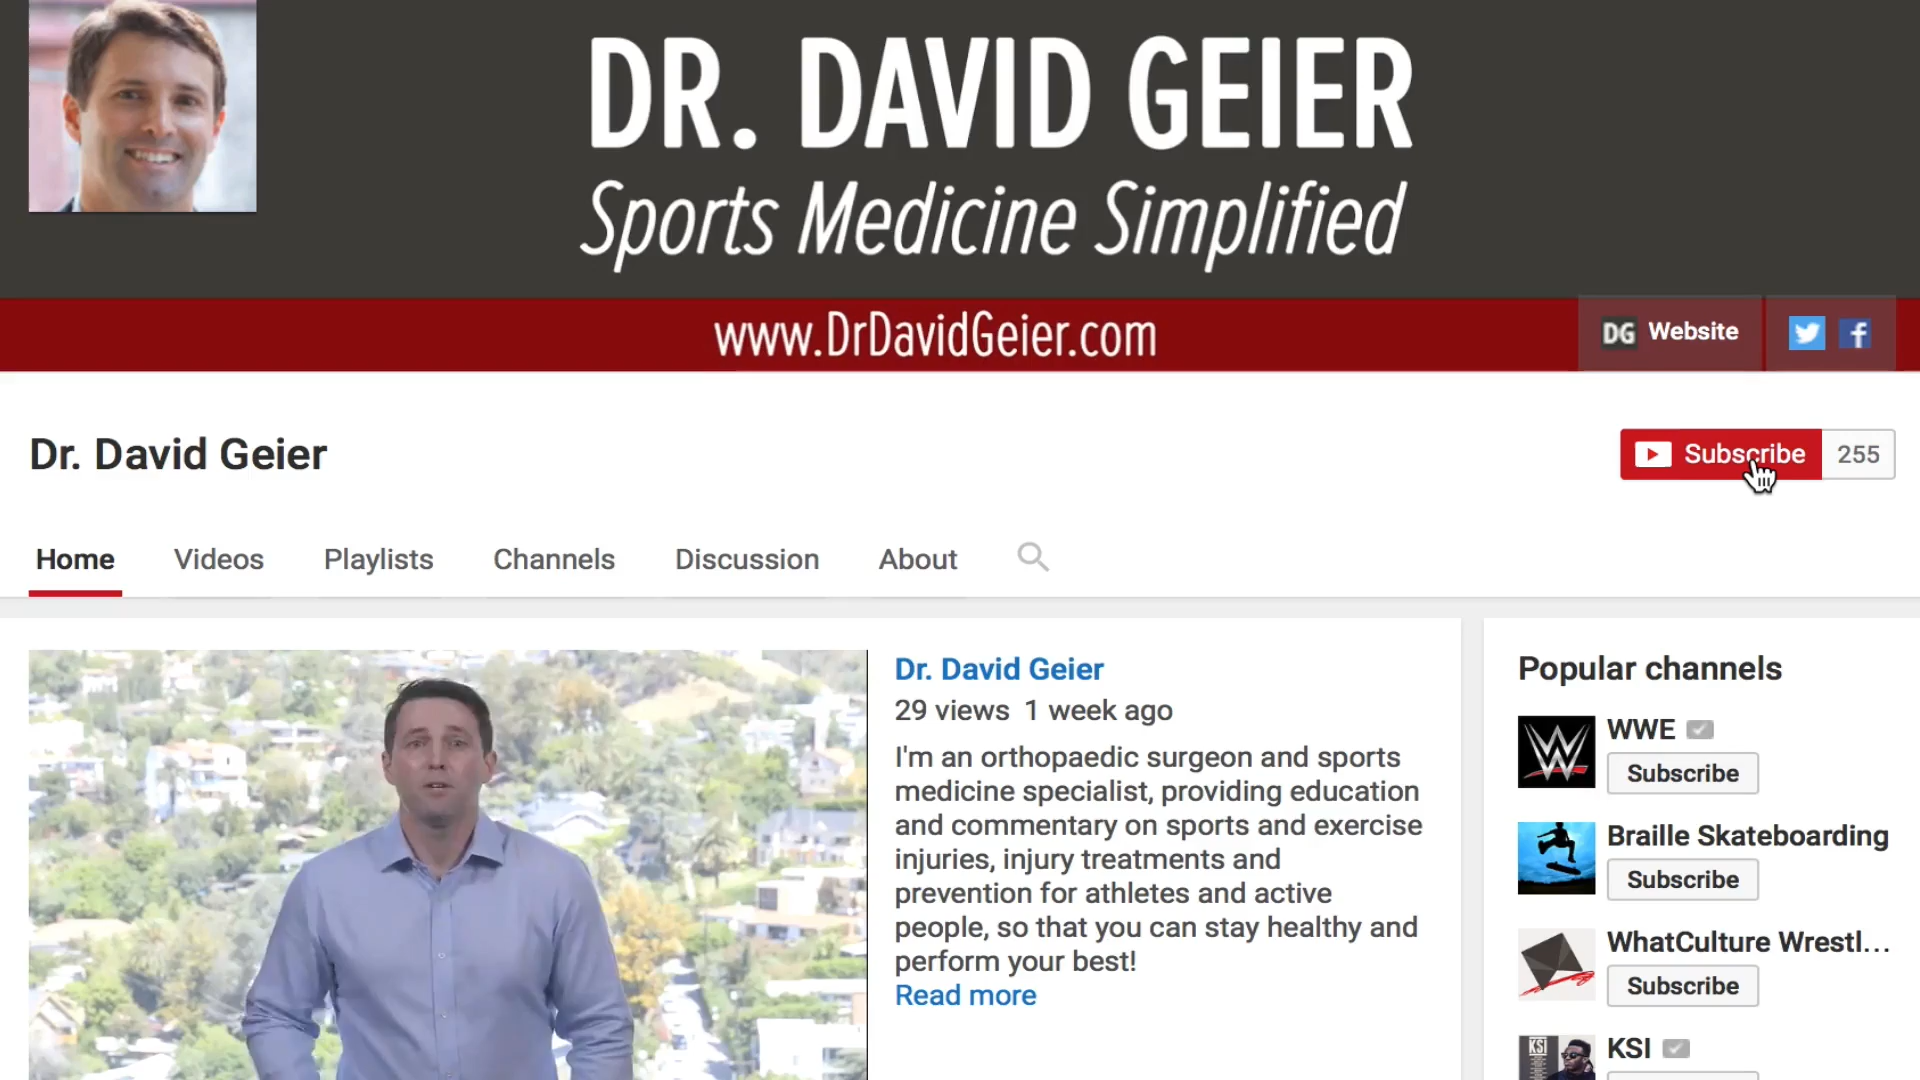 DR. DAVID GEIER
Sports Medicine Simplified
www.DrDavidGeier.com
DG Website
Dr. David Geier
Subscribe 255
Home Videos Playlists Channels Discussion About
Dr. David Geier
29 views 1 week ago
I'm an orthopaedic surgeon and sports
medicine specialist, providing education
and commentary on sports and exercise
injuries, injury treatments and
prevention for athletes and active
people, so that you can stay healthy and
perform your best!
Read more
Popular channels
WWE
Subscribe
Braille Skateboarding
Subscribe
WhatCulture Wrestl...
Subscribe
KSI
KSI